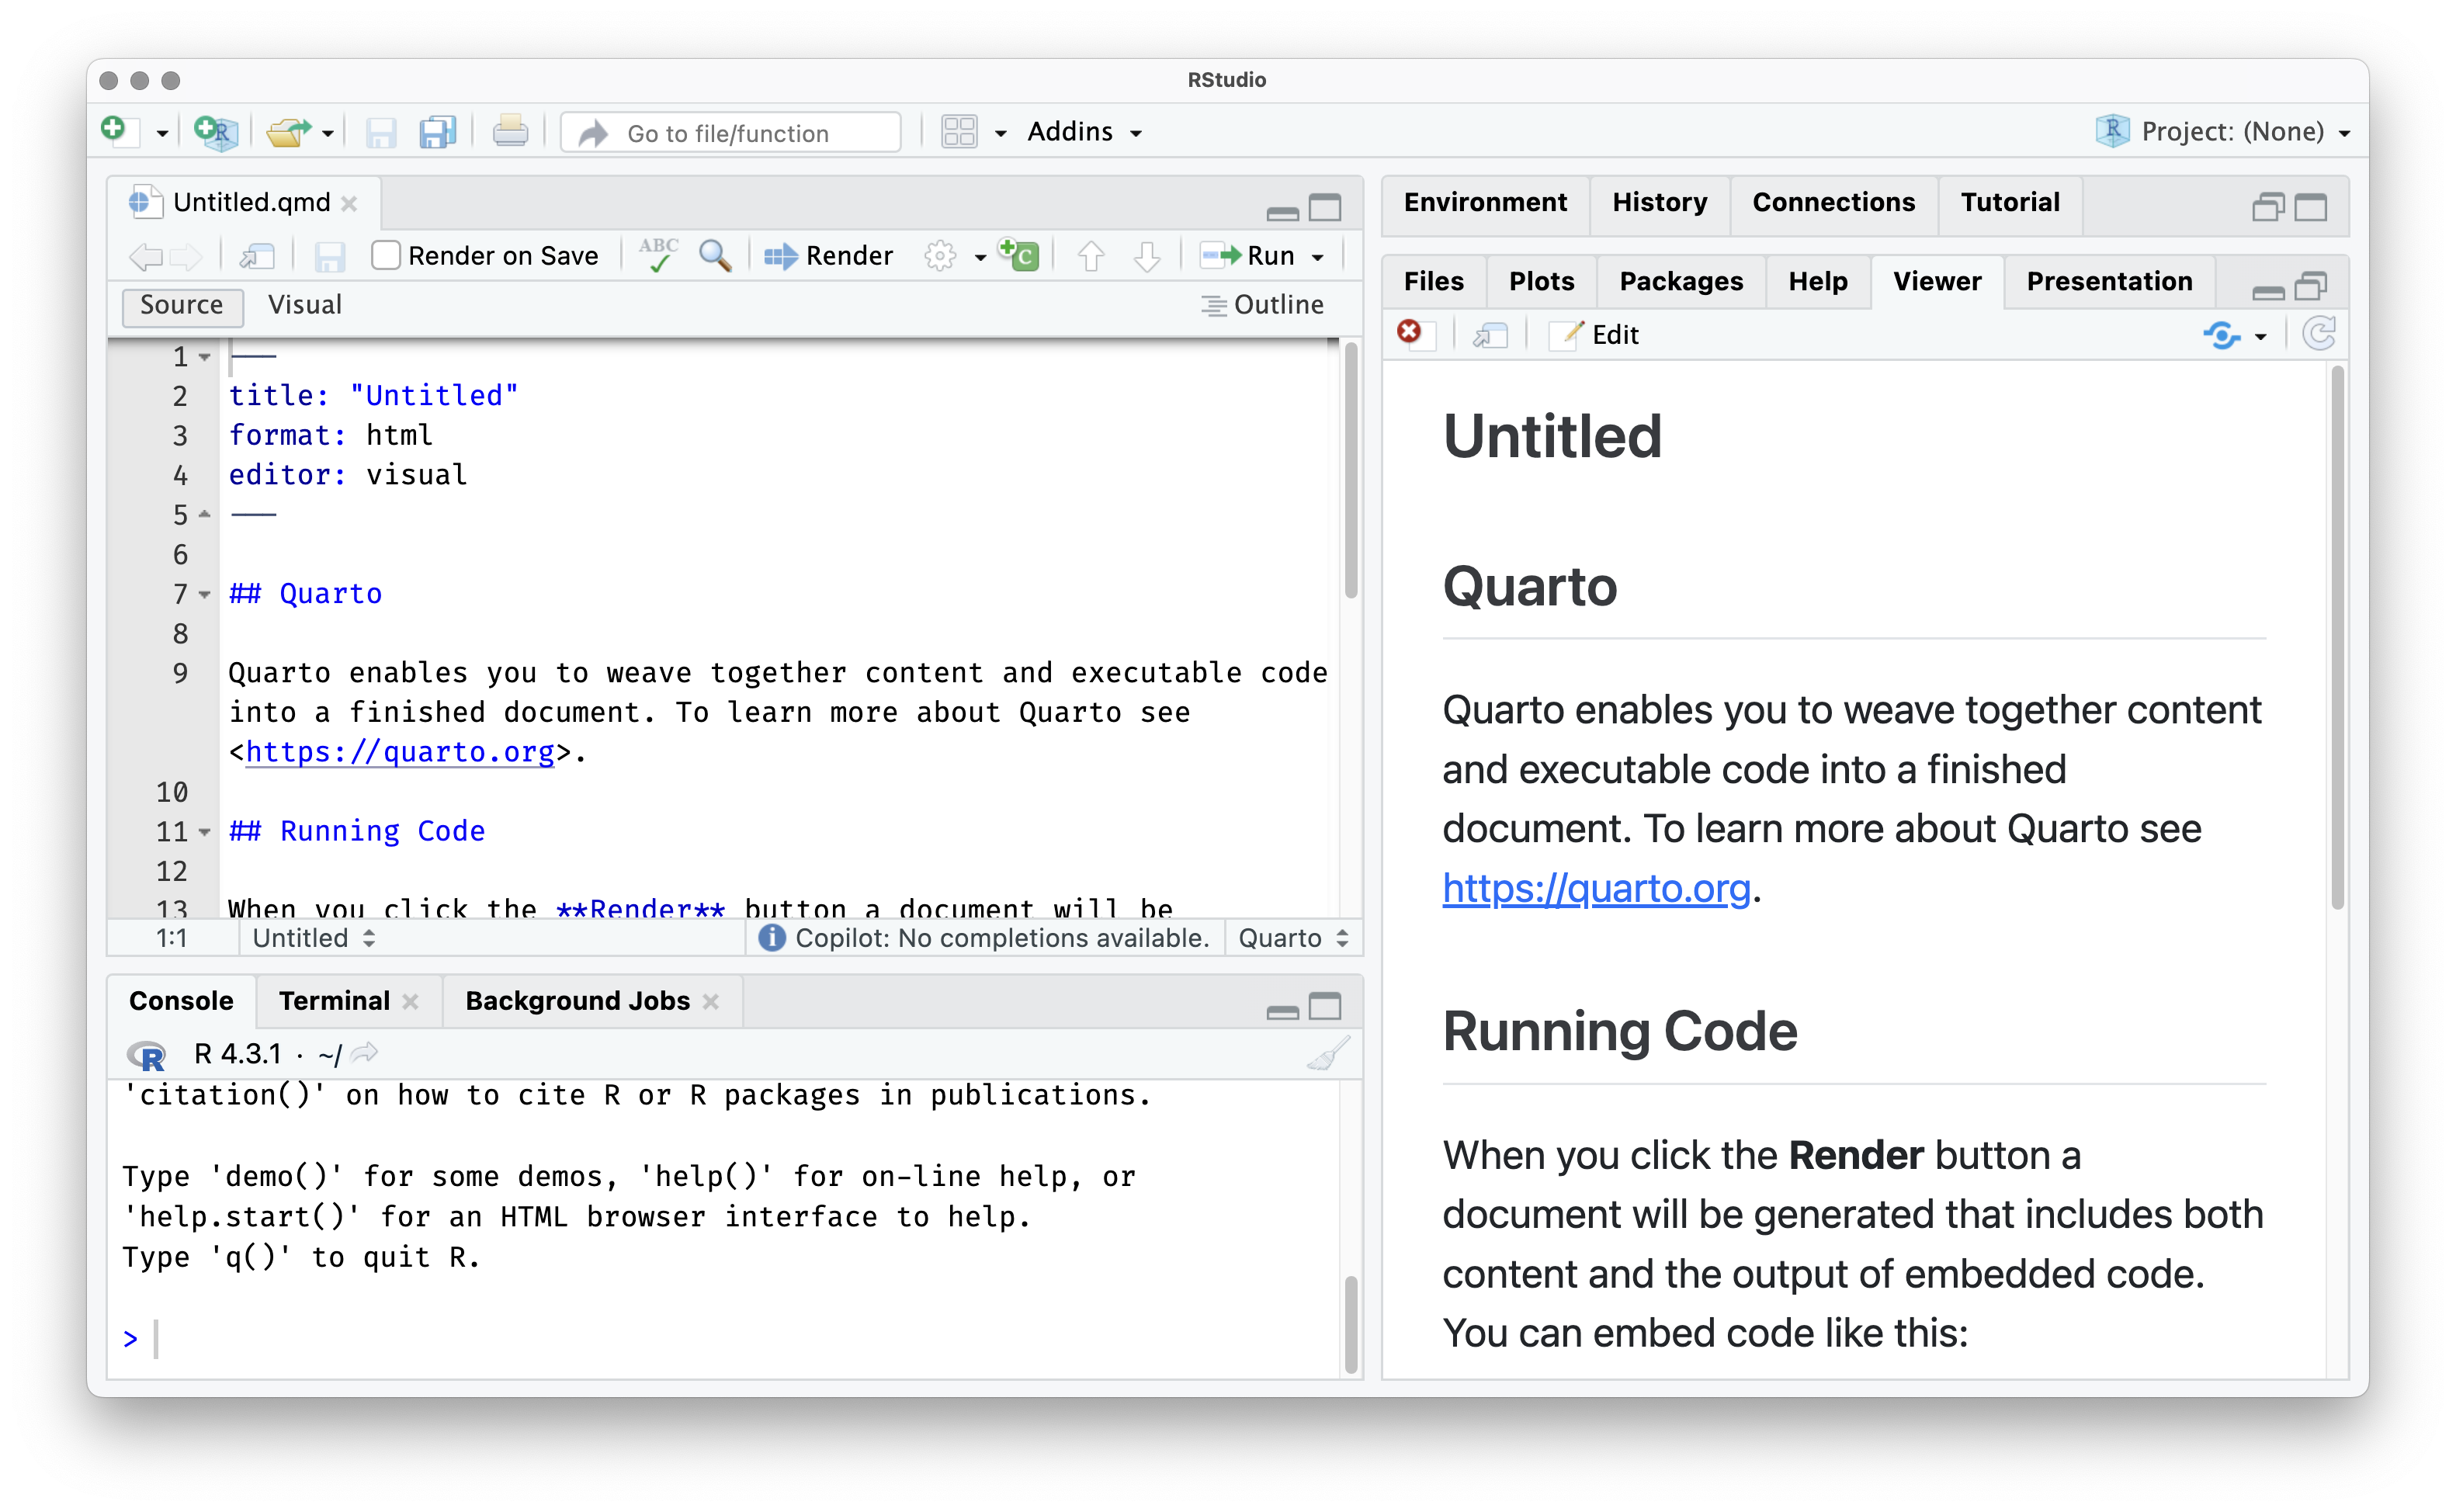 RStudio
Go to file/function
Addins
Project: (None)
Untitled.qmd
Render on Save
ABC
Render
C
Run
Source
Visual
Outline
1 ---
2 title: "Untitled"
3 format: html
4 editor: visual
5 ---
6
7 ## Quarto
8
9 Quarto enables you to weave together content and executable code
into a finished document. To learn more about Quarto see
<https://quarto.org>.
10
11 ## Running Code
12
13 When you click the **Render** button a document will be
1:1
Untitled
Copilot: No completions available.
Quarto
Console
Terminal
Background Jobs
R 4.3.1 · ~/
'citation()' on how to cite R or R packages in publications.
Type 'demo()' for some demos, 'help()' for on-line help, or
'help.start()' for an HTML browser interface to help.
Type 'q()' to quit R.
>
Environment
History
Connections
Tutorial
Files
Plots
Packages
Help
Viewer
Presentation
Edit
Untitled
Quarto
Quarto enables you to weave together content
and executable code into a finished
document. To learn more about Quarto see
https://quarto.org.
Running Code
When you click the Render button a
document will be generated that includes both
content and the output of embedded code.
You can embed code like this: